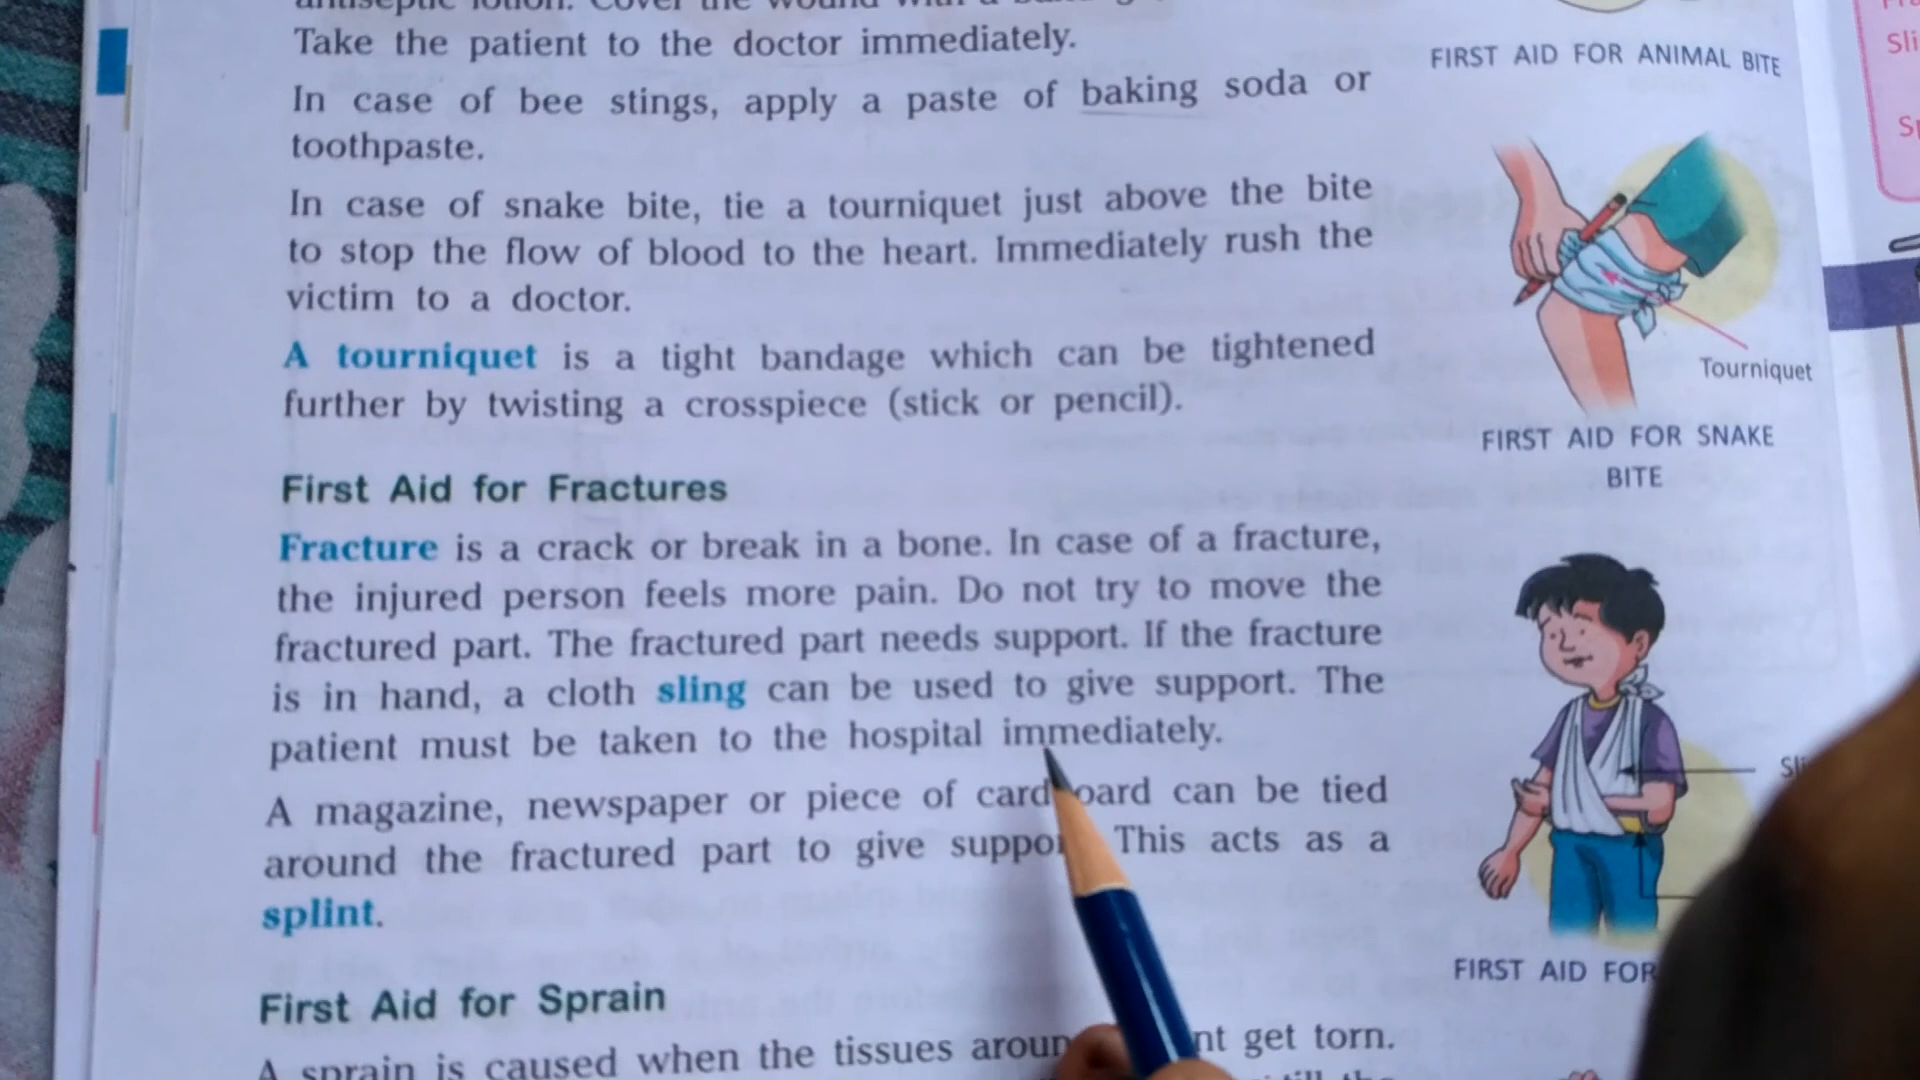 Take the patient to the doctor immediately.
In case of bee stings, apply a paste of baking soda or
toothpaste.
In case of snake bite, tie a tourniquet just above the bite
to stop the flow of blood to the heart. Immediately rush the
victim to a doctor.
A tourniquet is a tight bandage which can be tightened
further by twisting a crosspiece (stick or pencil).
First Aid for Fractures
Fracture is a crack or break in a bone. In case of a fracture,
the injured person feels more pain. Do not try to move the
fractured part. The fractured part needs support. If the fracture
is in hand, a cloth sling can be used to give support. The
patient must be taken to the hospital immediately.
A magazine, newspaper or piece of cardboard can be tied
around the fractured part to give support. This acts as a
splint.
First Aid for Sprain
A sprain is caused when the tissues get torn.
FIRST AID FOR ANIMAL BITE
Tourniquet
FIRST AID FOR SNAKE
BITE
FIRST AID FOR